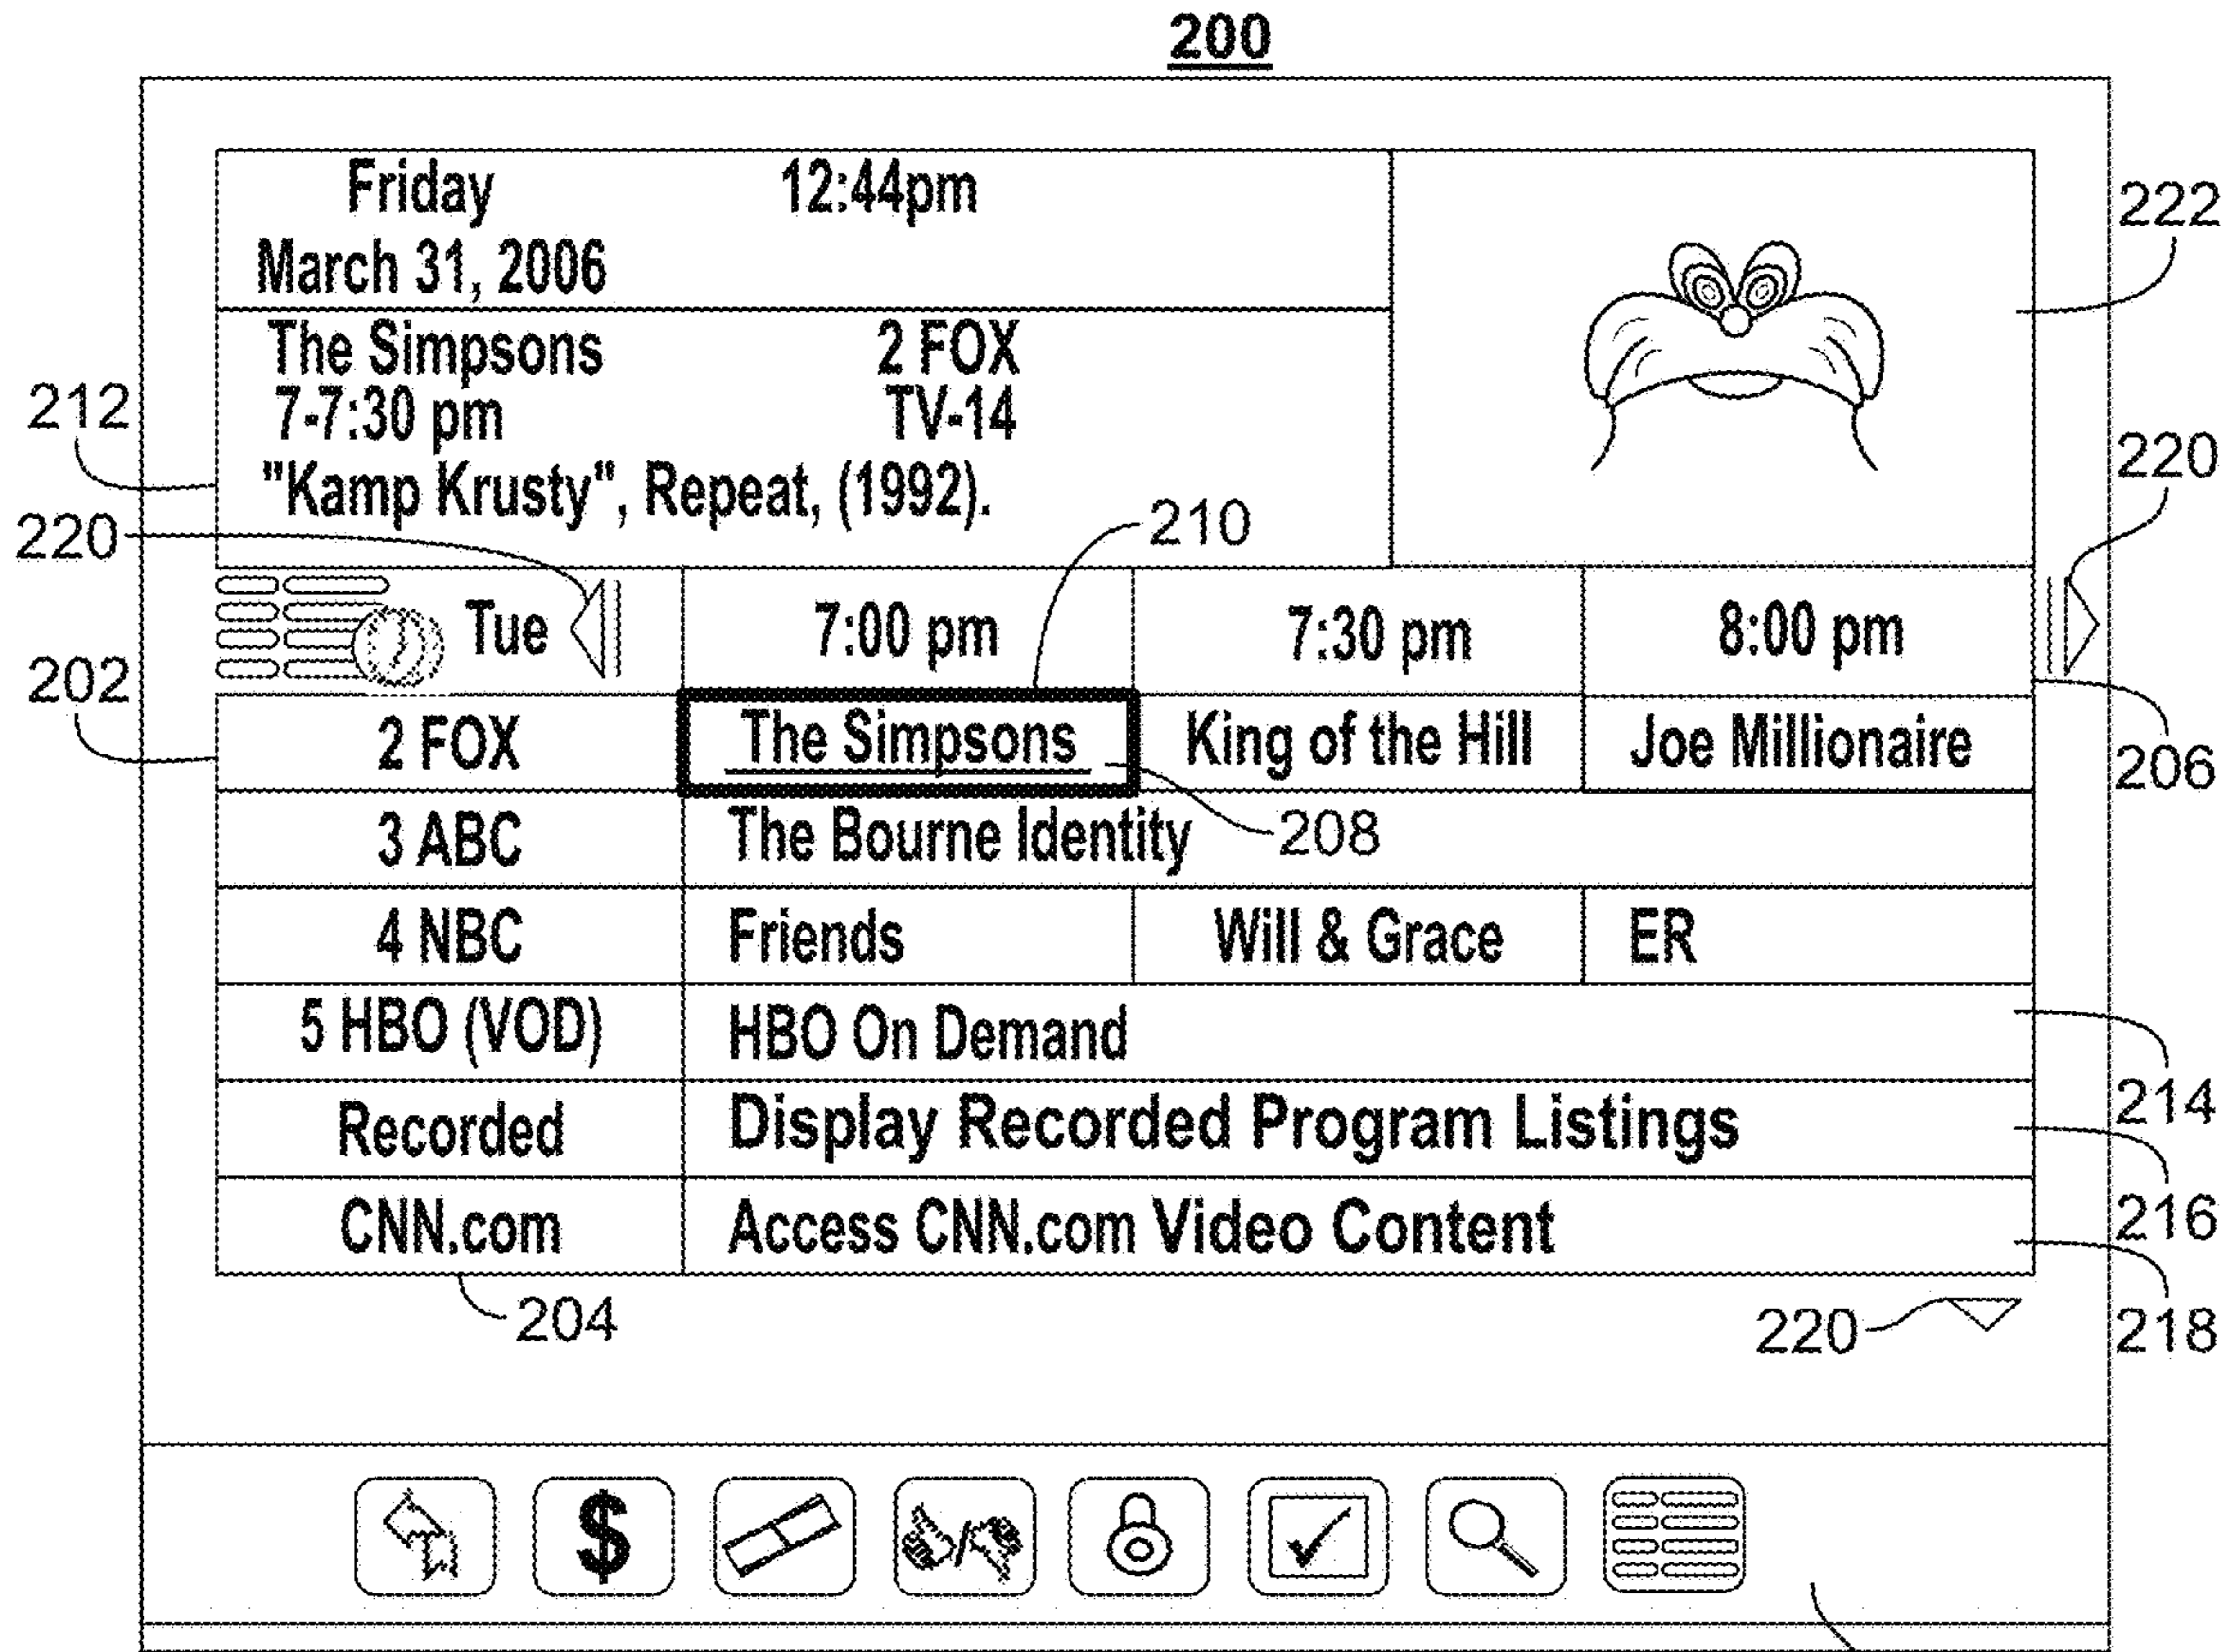 200
Friday 12:44pm
March 31, 2006
222
The Simpsons 2 FOX
212 7-7:30 pm TV-14
220
"Kamp Krusty", Repeat, (1992).
210
220
Tue 7:00 pm 7:30 pm 8:00 pm
202
2 FOX The Simpsons King of the Hill Joe Millionaire
206
3 ABC The Bourne Identity 208
4 NBC Friends Will & Grace ER
5 HBO (VOD) HBO On Demand
214
Recorded Display Recorded Program Listings
216
CNN.com Access CNN.com Video Content
204 220 218
$